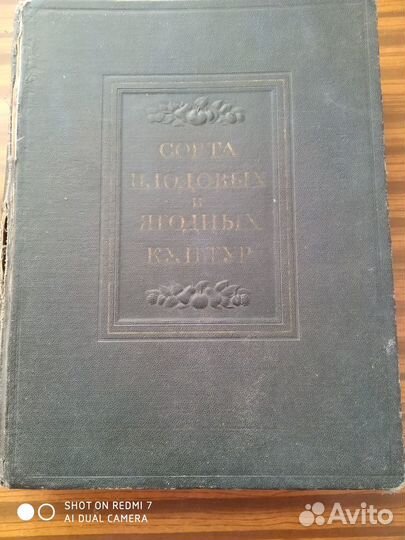 СОРТА
ПЛОДОВЫХ
И
ЯГОДНЫХ
КУЛЬТУР
SHOT ON REDMI 7
AI DUAL CAMERA
Avito